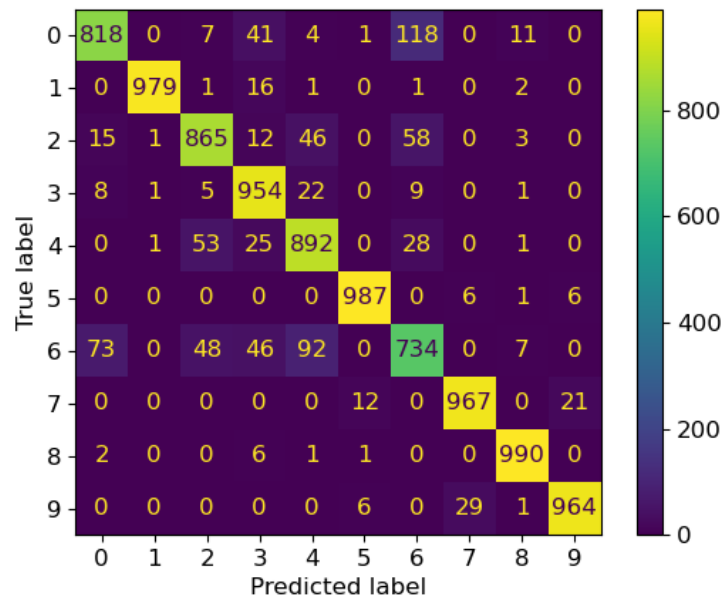 0 818 0 7 41 4 1 118 0 11 0
1 0 979 1 16 1 0 1 0 2 0
2 15 1 865 12 46 0 58 0 3 0
3 8 1 5 954 22 0 9 0 1 0
4 0 1 53 25 892 0 28 0 1 0
5 0 0 0 0 0 987 0 6 1 6
6 73 0 48 46 92 0 734 0 7 0
7 0 0 0 0 0 12 0 967 0 21
8 2 0 0 6 1 1 0 0 990 0
9 0 0 0 0 0 6 0 29 1 964
0 1 2 3 4 5 6 7 8 9
Predicted label
True label
800
600
400
200
0